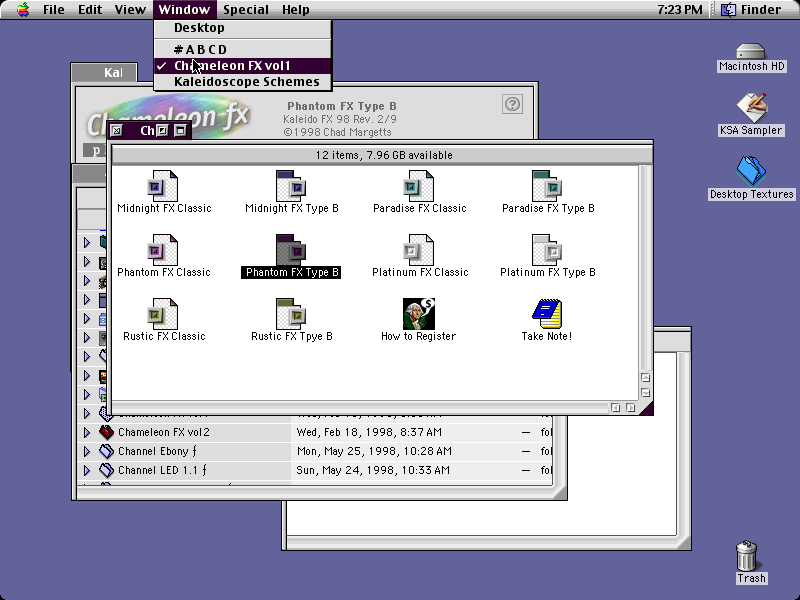 File Edit View Window Special Help 7:23 PM Finder
Desktop
# A B C D
✓ Chameleon FX vol1
Kaleidoscope Schemes
Macintosh HD
KSA Sampler
Desktop Textures
Kal
Chameleon fx
Phantom FX Type B
Kaleido FX 98 Rev. 2/9
©1998 Chad Margetts
?
p
Ch
12 items, 7.96 GB available
Midnight FX Classic Midnight FX Type B Paradise FX Classic Paradise FX Type B
Phantom FX Classic Phantom FX Type B Platinum FX Classic Platinum FX Type B
Rustic FX Classic Rustic FX Tpye B How to Register Take Note!
Chameleon FX vol2 Wed, Feb 18, 1998, 8:37 AM — fol
Channel Ebony ƒ Mon, May 25, 1998, 10:28 AM — fol
Channel LED 1.1 ƒ Sun, May 24, 1998, 10:33 AM — fol
Trash